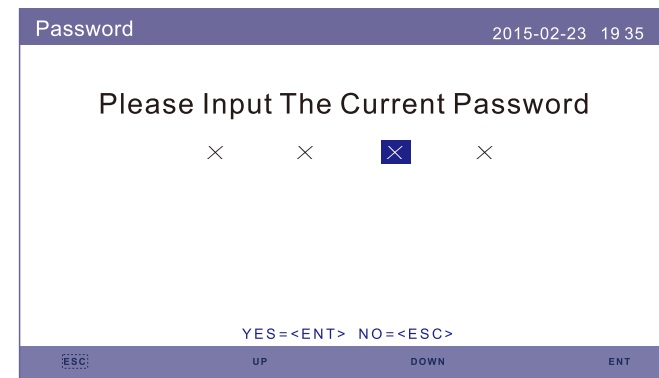 Password 2015-02-23 19 35
Please Input The Current Password
× × × ×
YES=<ENT> NO=<ESC>
ESC UP DOWN ENT